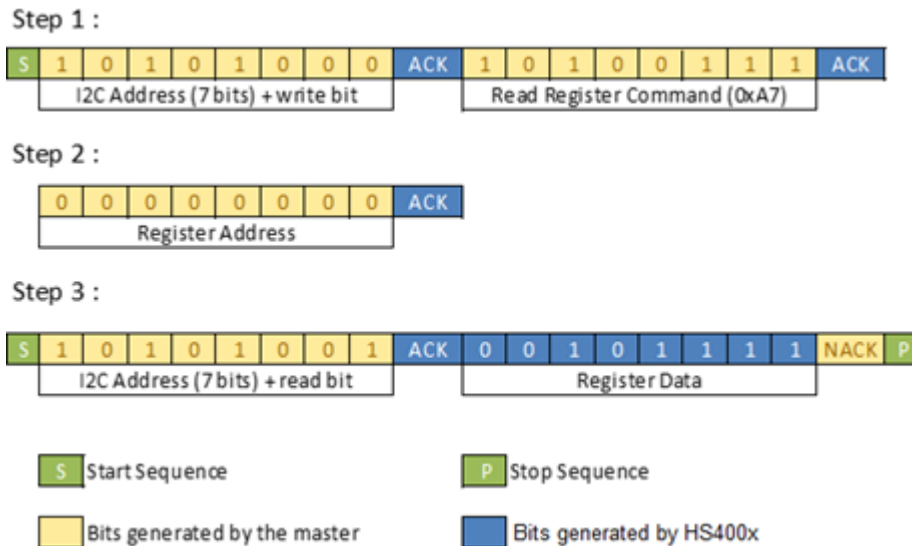 Step 1 :
S 1 0 1 0 1 0 0 0 ACK 1 0 1 0 0 1 1 1 ACK
I2C Address (7 bits) + write bit Read Register Command (0xA7)
Step 2 :
0 0 0 0 0 0 0 0 ACK
Register Address
Step 3 :
S 1 0 1 0 1 0 0 1 ACK 0 0 1 0 1 1 1 1 NACK P
I2C Address (7 bits) + read bit Register Data
S Start Sequence P Stop Sequence
Bits generated by the master Bits generated by HS400x